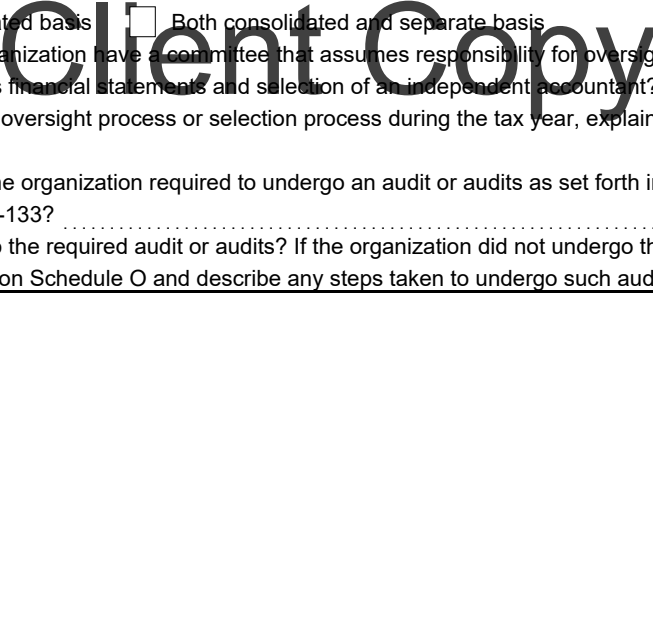 ted basis Both consolidated and separate basis
Client Copy
anization have a committee that assumes responsibility for oversig
s financial statements and selection of an independent accountant?
oversight process or selection process during the tax year, explain
e organization required to undergo an audit or audits as set forth i
-133?
o the required audit or audits? If the organization did not undergo th
on Schedule O and describe any steps taken to undergo such aud